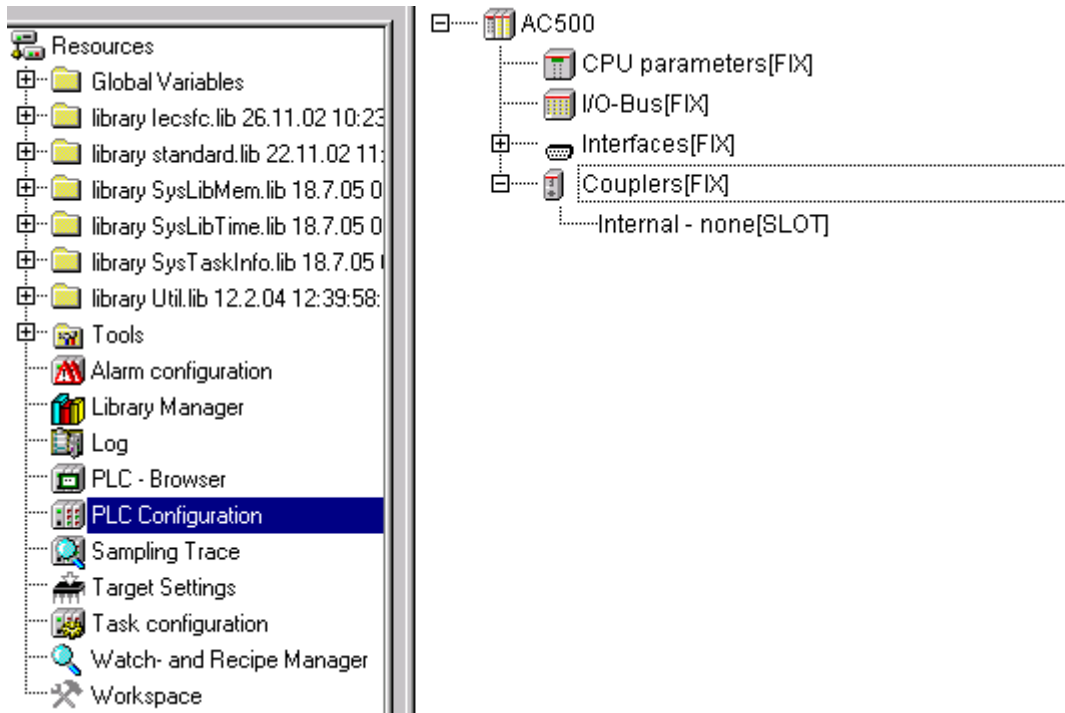 Resources
Global Variables
library Iecsfc.lib 26.11.02 10:23
library standard.lib 22.11.02 11:
library SysLibMem.lib 18.7.05 0
library SysLibTime.lib 18.7.05 0
library SysTaskInfo.lib 18.7.05
library Util.lib 12.2.04 12:39:58:
Tools
Alarm configuration
Library Manager
Log
PLC - Browser
PLC Configuration
Sampling Trace
Target Settings
Task configuration
Watch- and Recipe Manager
Workspace
AC500
CPU parameters[FIX]
I/O-Bus[FIX]
Interfaces[FIX]
Couplers[FIX]
Internal - none[SLOT]